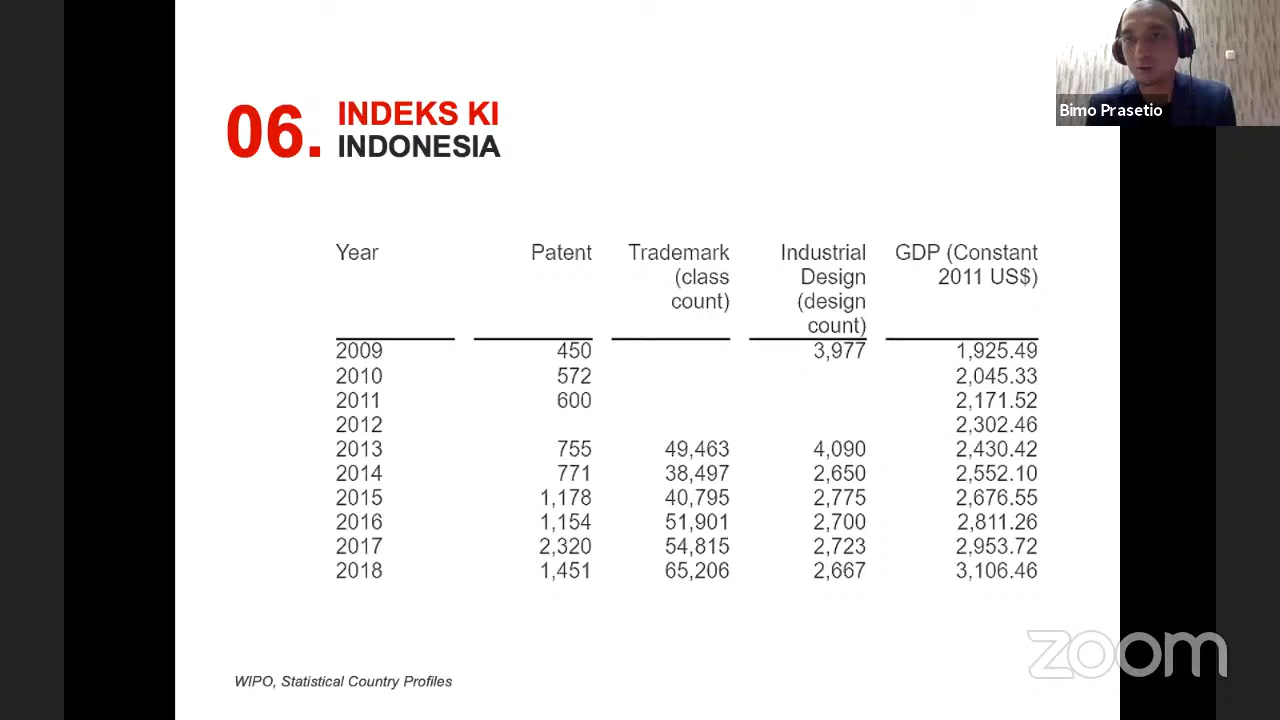 Bimo Prasetio
06. INDEKS KI
INDONESIA
Year Patent Trademark (class count) Industrial Design (design count) GDP (Constant 2011 US$)
2009 450 3,977 1,925.49
2010 572 2,045.33
2011 600 2,171.52
2012 2,302.46
2013 755 49,463 4,090 2,430.42
2014 771 38,497 2,650 2,552.10
2015 1,178 40,795 2,775 2,676.55
2016 1,154 51,901 2,700 2,811.26
2017 2,320 54,815 2,723 2,953.72
2018 1,451 65,206 2,667 3,106.46
WIPO, Statistical Country Profiles
zoom